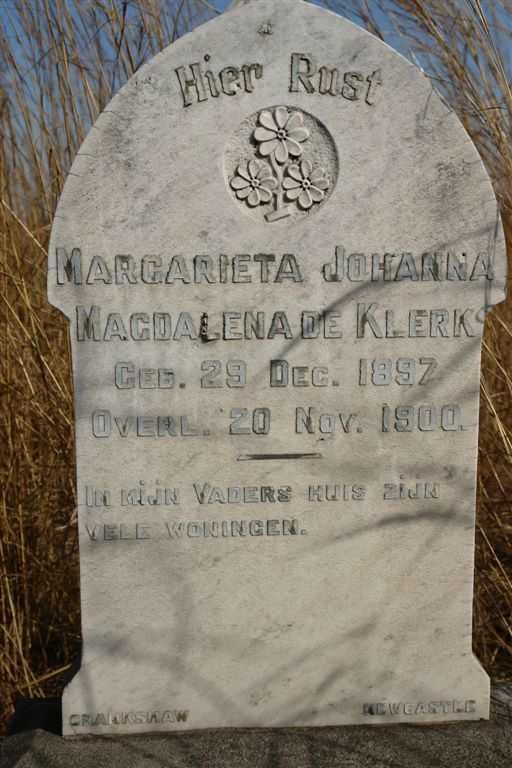 Hier Rust
MARGARIETA JOHANNA
MAGDALENA DE KLERK
GEB. 29 DEC. 1897
OVERL. 20 NOV. 1900.
IN MIJN VADERS HUIS ZIJN
VELE WONINGEN.
CRANKSHAW NEWCASTLE